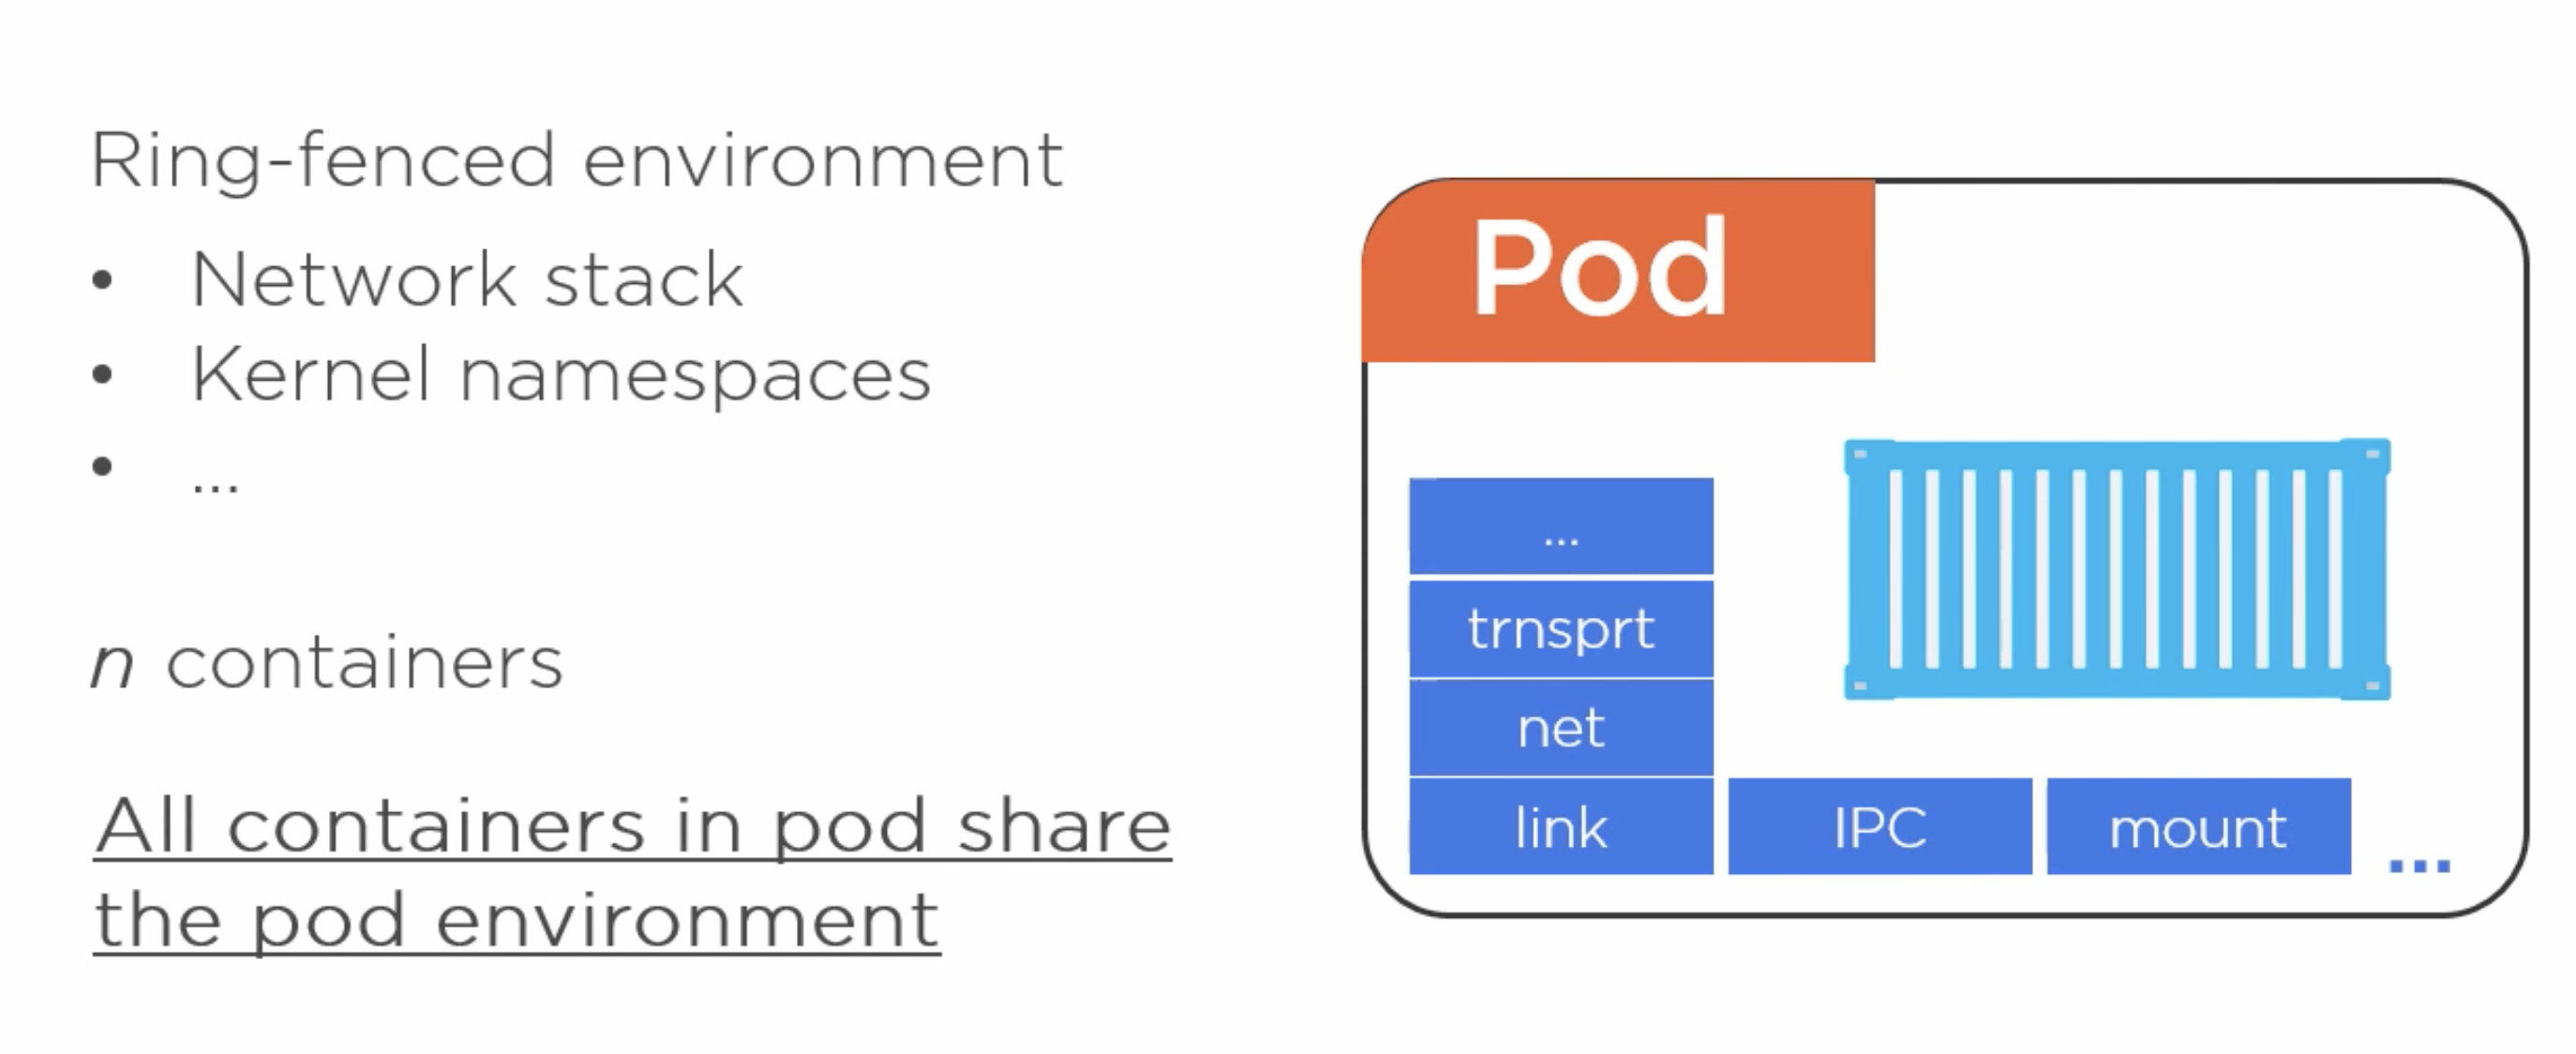 Ring-fenced environment
• Network stack
• Kernel namespaces
• ...
n containers
All containers in pod share
the pod environment
Pod
...
trnsprt
net
link IPC mount ...